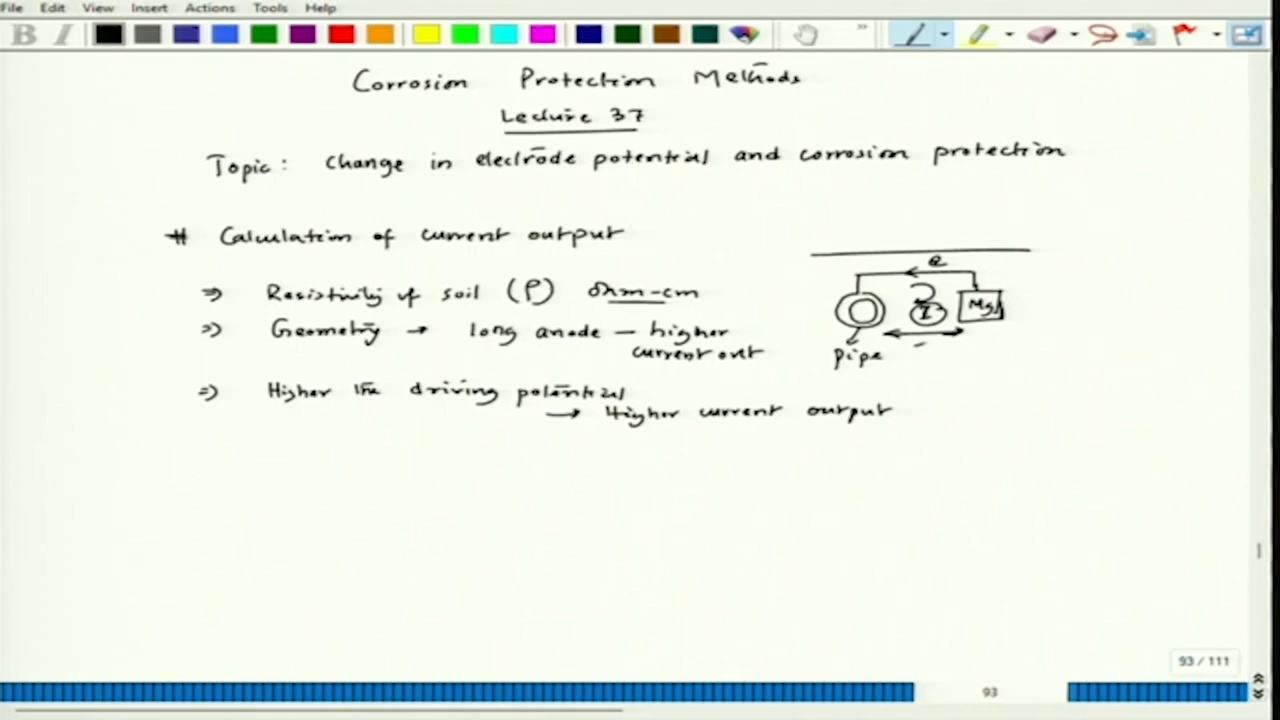 File Edit View Insert Actions Tools Help
B I
Corrosion Protection Methods
Lecture 37
Topic: Change in electrode potential and corrosion protection
# Calculation of current output
⇒ Resistivity of soil (ρ) ohm-cm
⇒ Geometry → long anode – higher
current out
⇒ Higher the driving potential
→ Higher current output
e
I
Mg
pipe
93 / 111
93